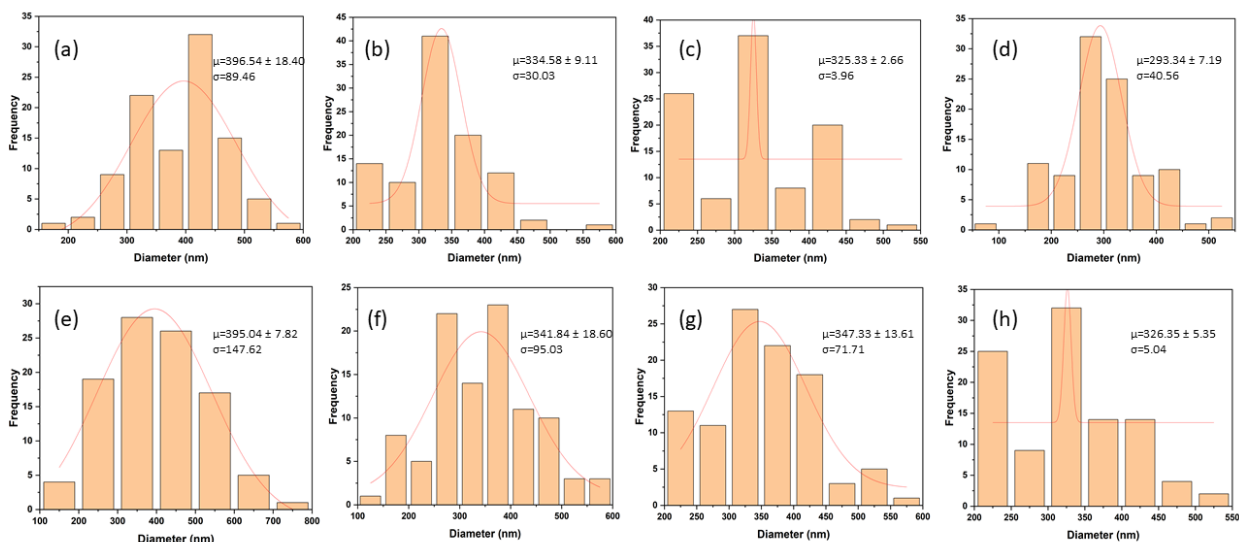 (a)
μ=396.54 ± 18.40
σ=89.46
Frequency
35
30
25
20
15
10
5
0
200 300 400 500 600
Diameter (nm)
(b)
μ=334.58 ± 9.11
σ=30.03
Frequency
45
40
35
30
25
20
15
10
5
0
200 250 300 350 400 450 500 550 600
Diameter (nm)
(c)
μ=325.33 ± 2.66
σ=3.96
Frequency
40
35
30
25
20
15
10
5
0
200 250 300 350 400 450 500 550
Diameter (nm)
(d)
μ=293.34 ± 7.19
σ=40.56
Frequency
35
30
25
20
15
10
5
0
100 200 300 400 500
Diameter (nm)
(e)
μ=395.04 ± 7.82
σ=147.62
Frequency
30
25
20
15
10
5
0
100 200 300 400 500 600 700 800
Diameter (nm)
(f)
μ=341.84 ± 18.60
σ=95.03
Frequency
25
20
15
10
5
0
100 200 300 400 500 600
Diameter (nm)
(g)
μ=347.33 ± 13.61
σ=71.71
Frequency
30
25
20
15
10
5
0
200 250 300 350 400 450 500 550 600
Diameter (nm)
(h)
μ=326.35 ± 5.35
σ=5.04
Frequency
35
30
25
20
15
10
5
0
200 250 300 350 400 450 500 550
Diameter (nm)